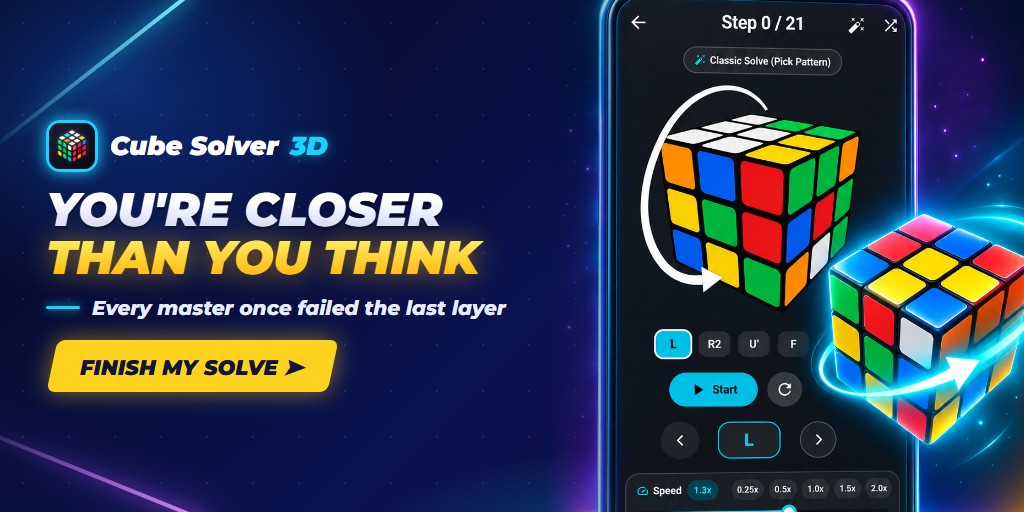 Cube Solver 3D
YOU'RE CLOSER
THAN YOU THINK
Every master once failed the last layer
FINISH MY SOLVE
Step 0 / 21
Classic Solve (Pick Pattern)
L R2 U' F
Start
L
Speed 1.3x 0.25x 0.5x 1.0x 1.5x 2.0x